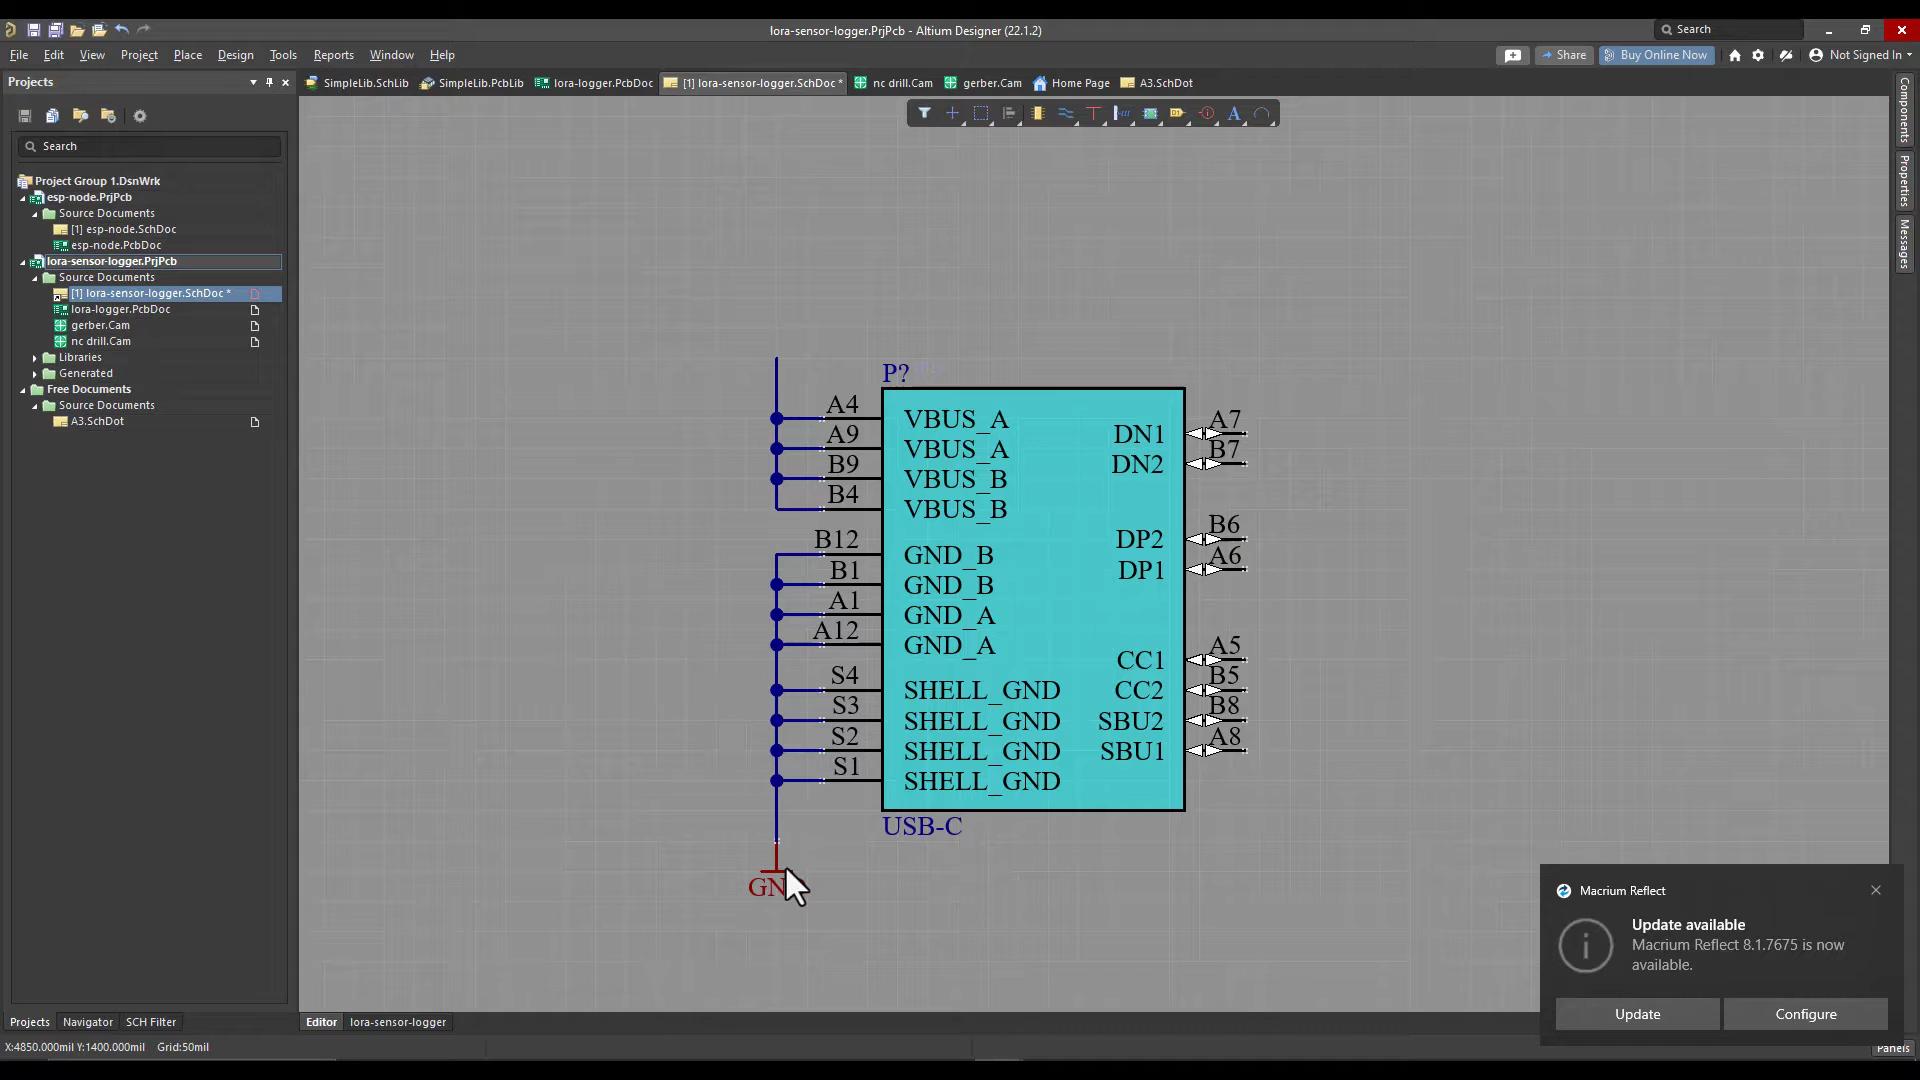 lora-sensor-logger.PrjPcb - Altium Designer (22.1.2)
Search
File Edit View Project Place Design Tools Reports Window Help
Share
Buy Online Now
Not Signed In
Projects
SimpleLib.SchLib
SimpleLib.PcbLib
lora-logger.PcbDoc
[1] lora-sensor-logger.SchDoc *
nc drill.Cam
gerber.Cam
Home Page
A3.SchDot
Search
Project Group 1.DsnWrk
esp-node.PrjPcb
Source Documents
[1] esp-node.SchDoc
esp-node.PcbDoc
lora-sensor-logger.PrjPcb
Source Documents
[1] lora-sensor-logger.SchDoc *
lora-logger.PcbDoc
gerber.Cam
nc drill.Cam
Libraries
Generated
Free Documents
Source Documents
A3.SchDot
Components
Properties
Messages
P?
A4 VBUS_A
A9 VBUS_A
B9 VBUS_B
B4 VBUS_B
B12 GND_B
B1 GND_B
A1 GND_A
A12 GND_A
S4 SHELL_GND
S3 SHELL_GND
S2 SHELL_GND
S1 SHELL_GND
DN1 A7
DN2 B7
DP2 B6
DP1 A6
CC1 A5
CC2 B5
SBU2 B8
SBU1 A8
USB-C
Macrium Reflect
Update available
Macrium Reflect 8.1.7675 is now
available.
Update
Configure
Projects Navigator SCH Filter
Editor lora-sensor-logger
X:4850.000mil Y:1400.000mil Grid:50mil
Panels